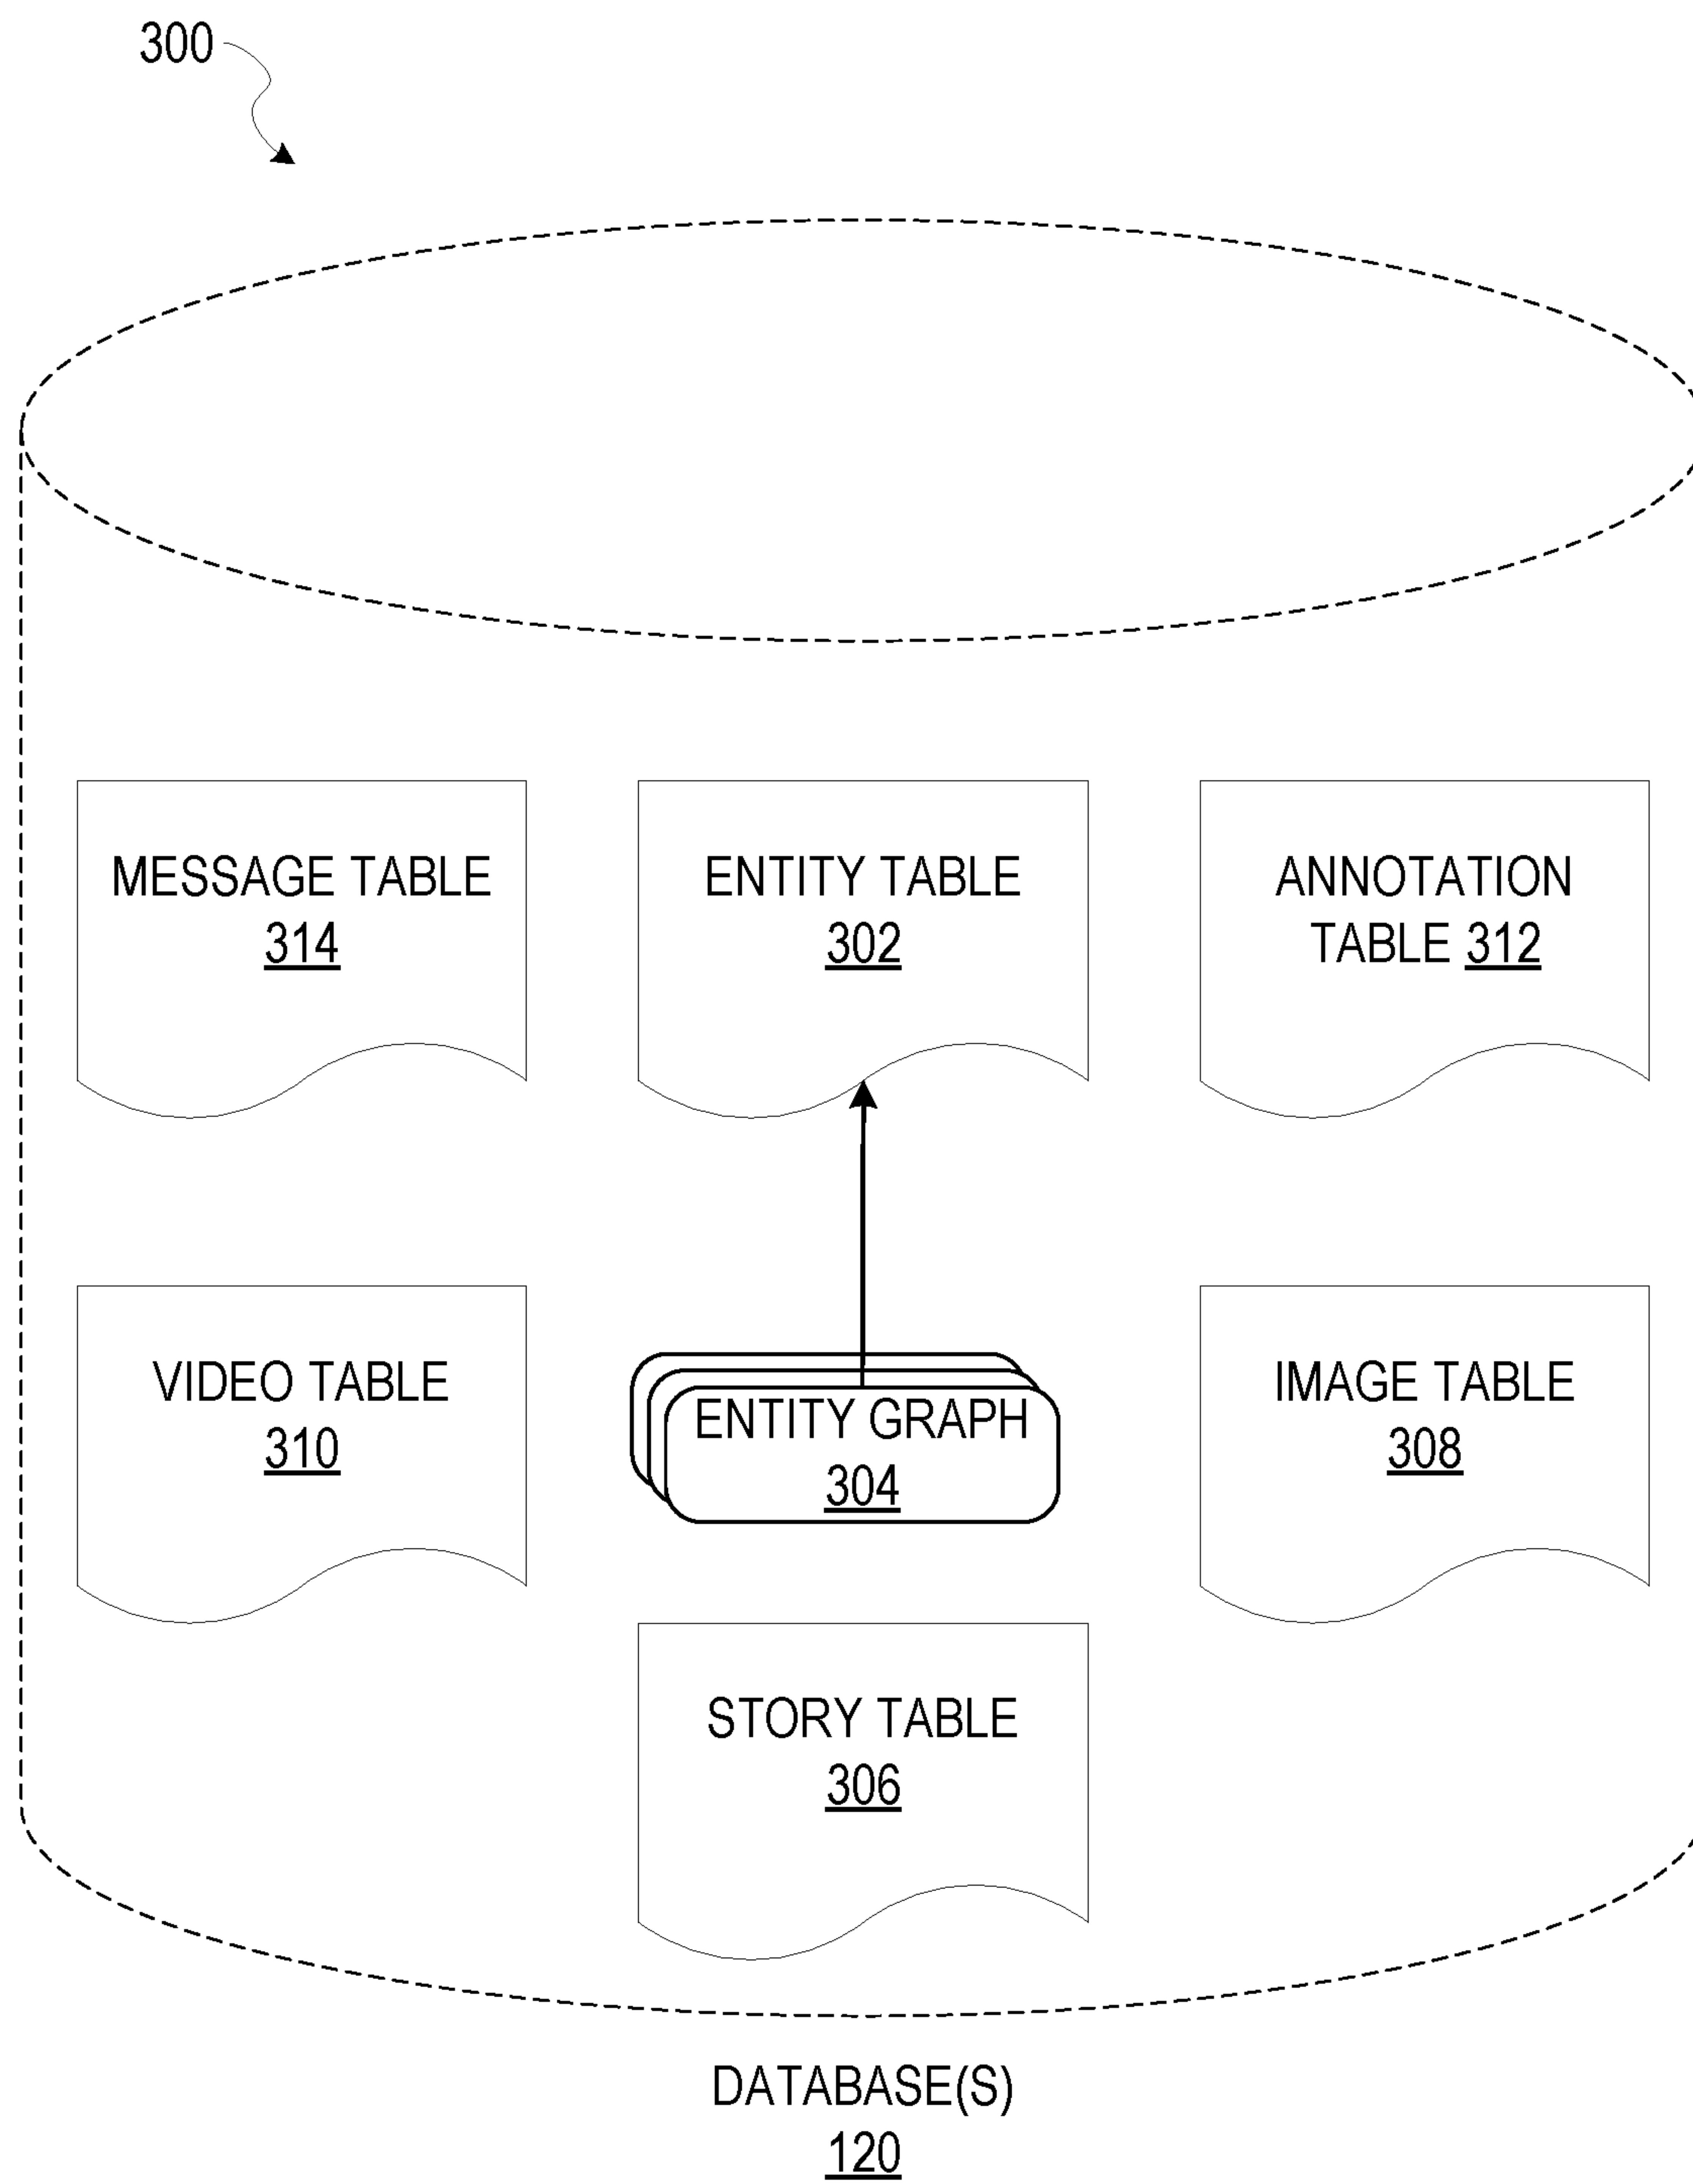 300
MESSAGE TABLE
314
ENTITY TABLE
302
ANNOTATION
TABLE 312
VIDEO TABLE
310
ENTITY GRAPH
304
IMAGE TABLE
308
STORY TABLE
306
DATABASE(S)
120